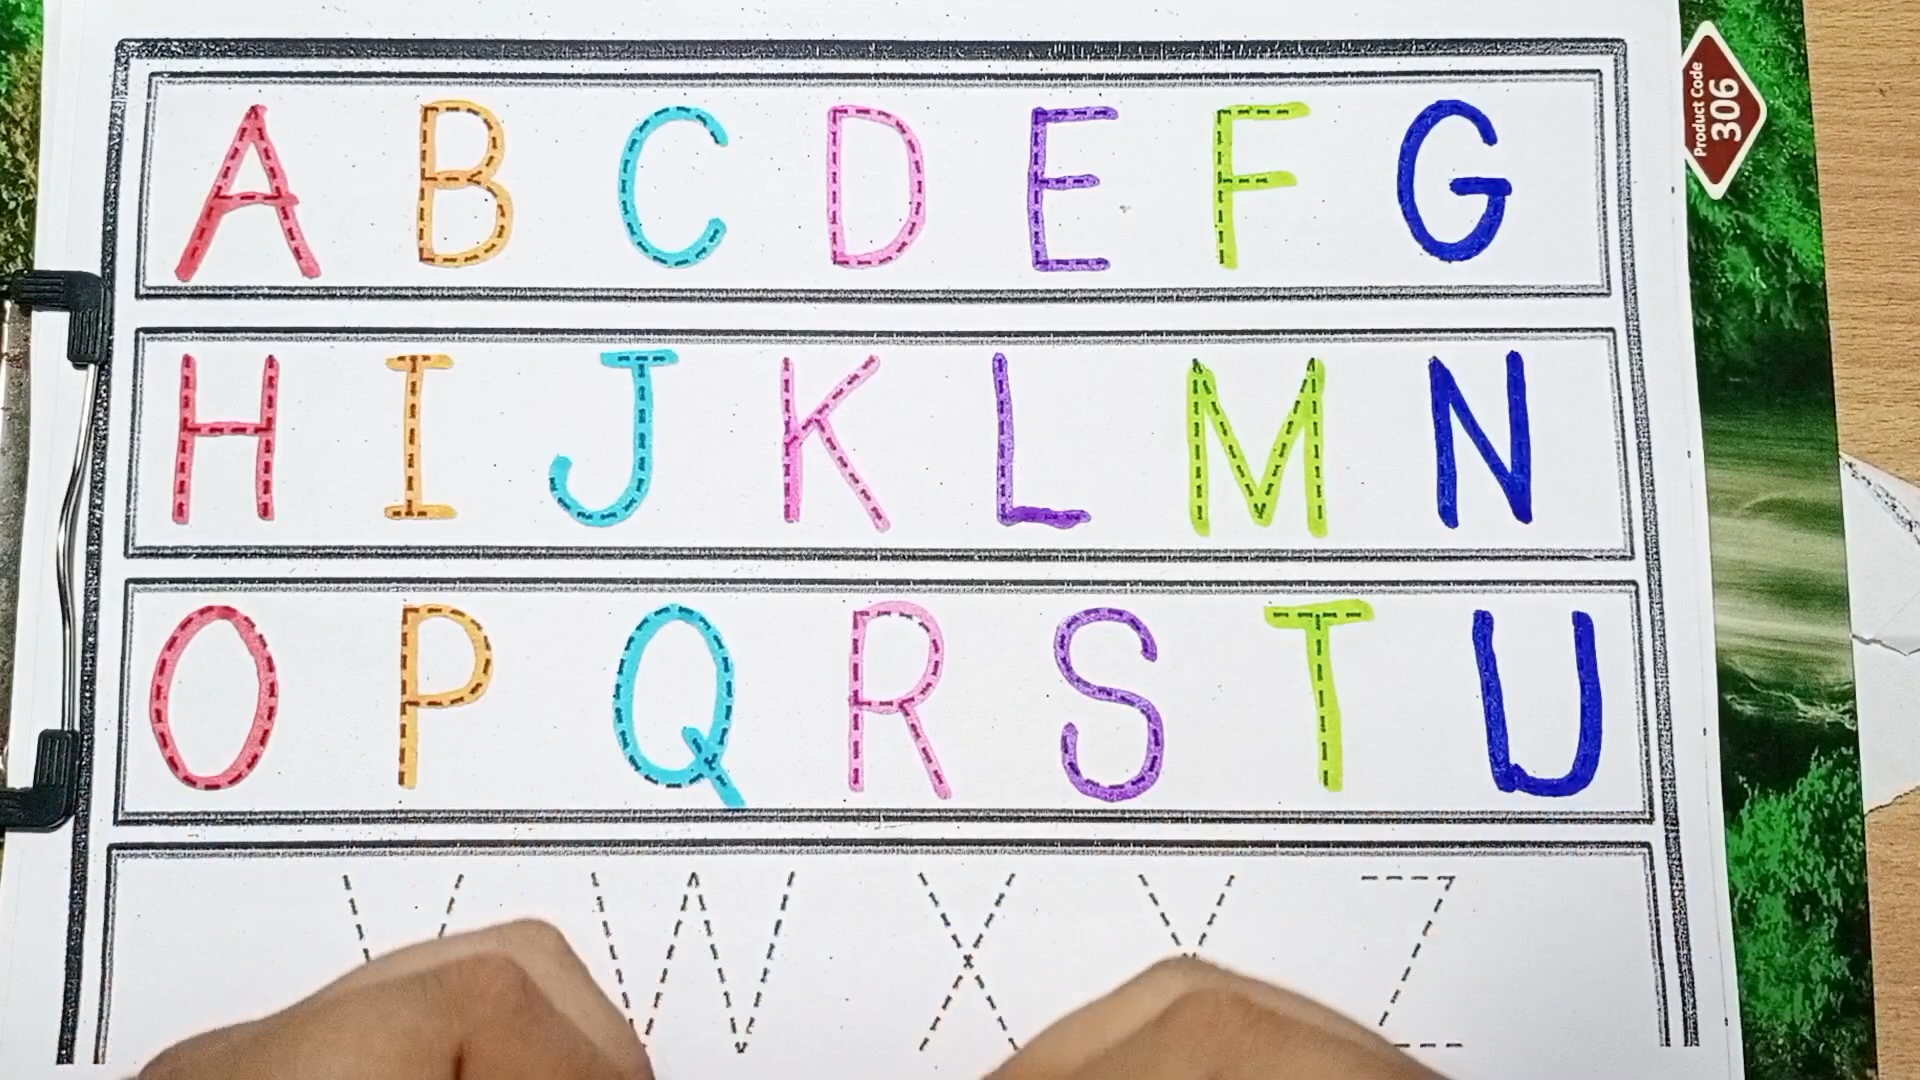 A B C D E F G
H I J K L M N
O P Q R S T U
V W X Y Z
Product Code
306